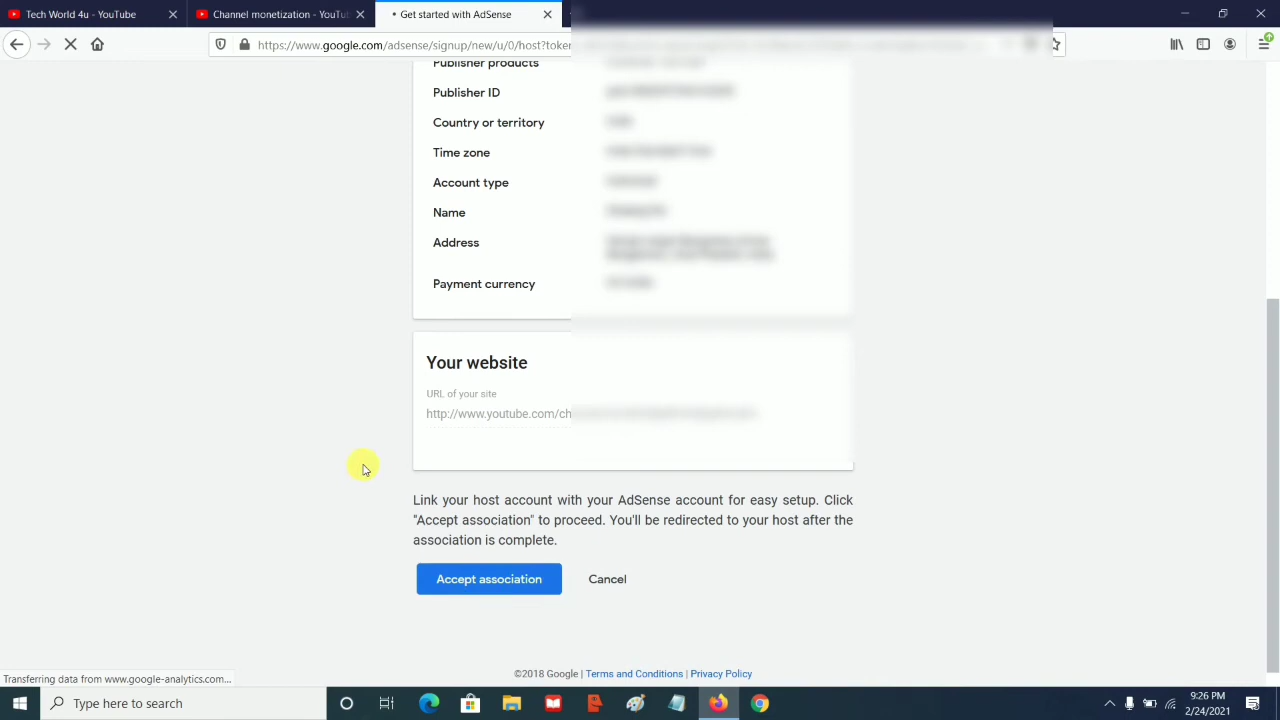 Tech World 4u - YouTube
Channel monetization - YouTu
• Get started with AdSense
https://www.google.com/adsense/signup/new/u/0/host?token
Publisher products
Publisher ID
Country or territory
Time zone
Account type
Name
Address
Payment currency
Your website
URL of your site
http://www.youtube.com/ch
Link your host account with your AdSense account for easy setup. Click
"Accept association" to proceed. You'll be redirected to your host after the
association is complete.
Accept association
Cancel
©2018 Google | Terms and Conditions | Privacy Policy
Transferring data from www.google-analytics.com...
Type here to search
9:26 PM
2/24/2021